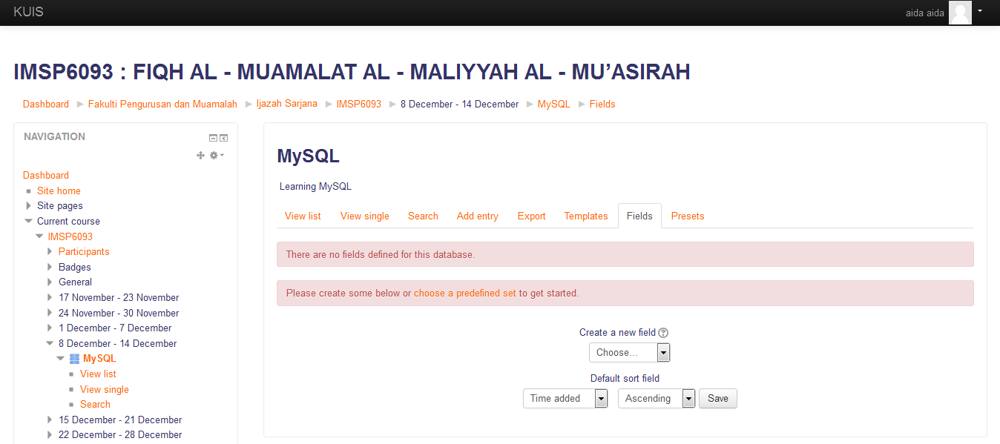 KUIS
aida aida
IMSP6093 : FIQH AL - MUAMALAT AL - MALIYYAH AL - MU’ASIRAH
Dashboard Fakulti Pengurusan dan Muamalah Ijazah Sarjana IMSP6093 8 December - 14 December MySQL Fields
NAVIGATION
Dashboard
Site home
Site pages
Current course
IMSP6093
Participants
Badges
General
17 November - 23 November
24 November - 30 November
1 December - 7 December
8 December - 14 December
MySQL
View list
View single
Search
15 December - 21 December
22 December - 28 December
MySQL
Learning MySQL
View list View single Search Add entry Export Templates Fields Presets
There are no fields defined for this database.
Please create some below or choose a predefined set to get started.
Create a new field ?
Choose...
Default sort field
Time added Ascending Save